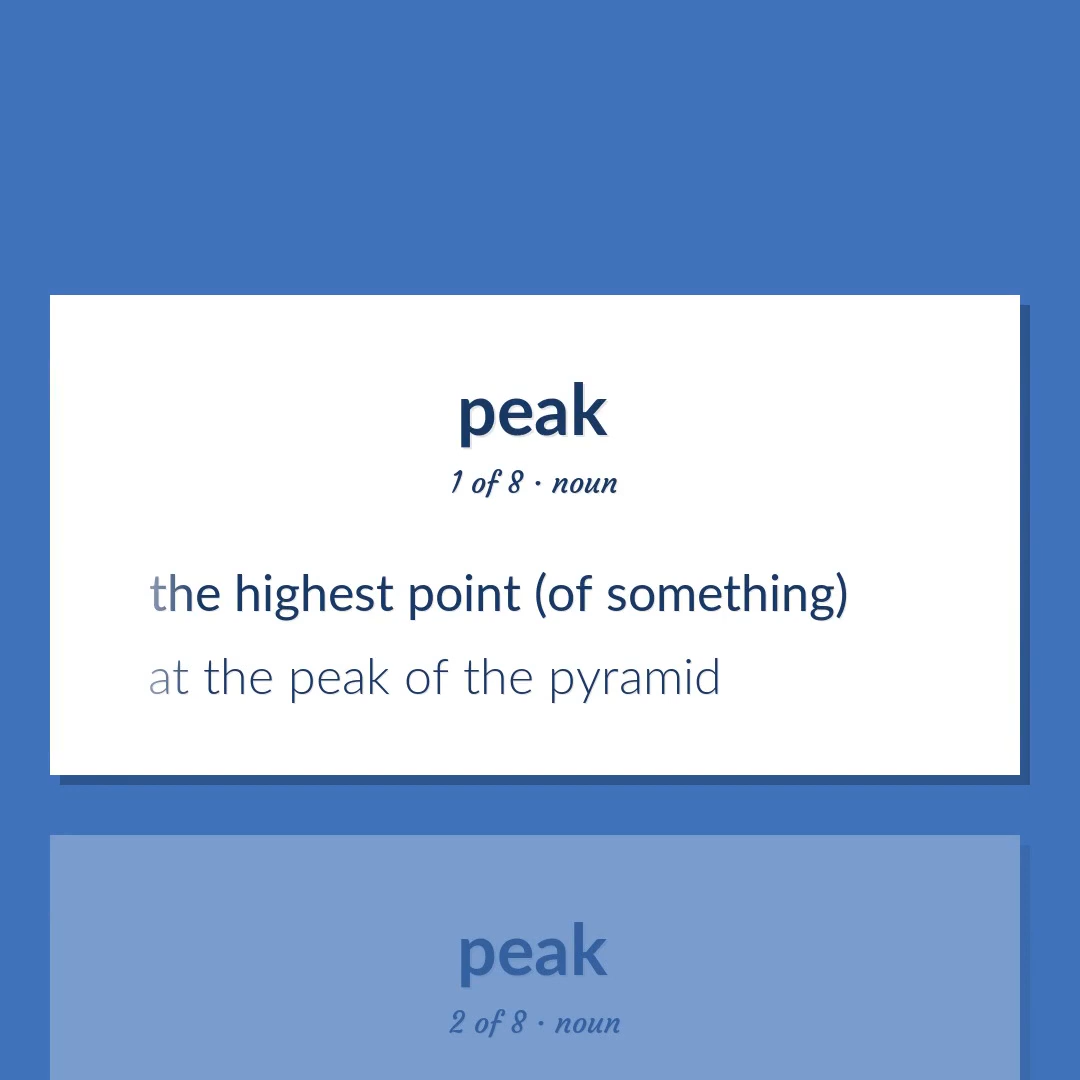 peak
1 of 8 · noun
the highest point (of something)
at the peak of the pyramid
peak
2 of 8 · noun